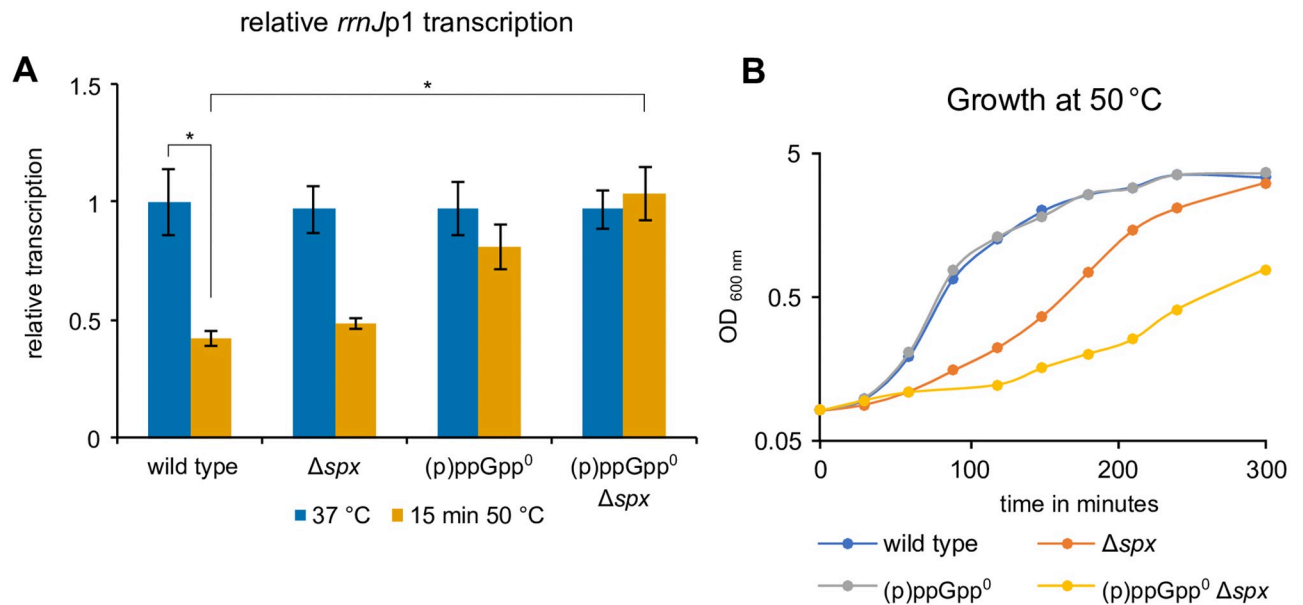 relative rrnJp1 transcription
A
relative transcription
1.5
1
0.5
0
*
*
wild type
Δspx
(p)ppGpp⁰
(p)ppGpp⁰
Δspx
37 °C
15 min 50 °C
B
Growth at 50 °C
OD 600 nm
5
0.5
0.05
0
100
200
300
time in minutes
wild type
Δspx
(p)ppGpp⁰
(p)ppGpp⁰ Δspx